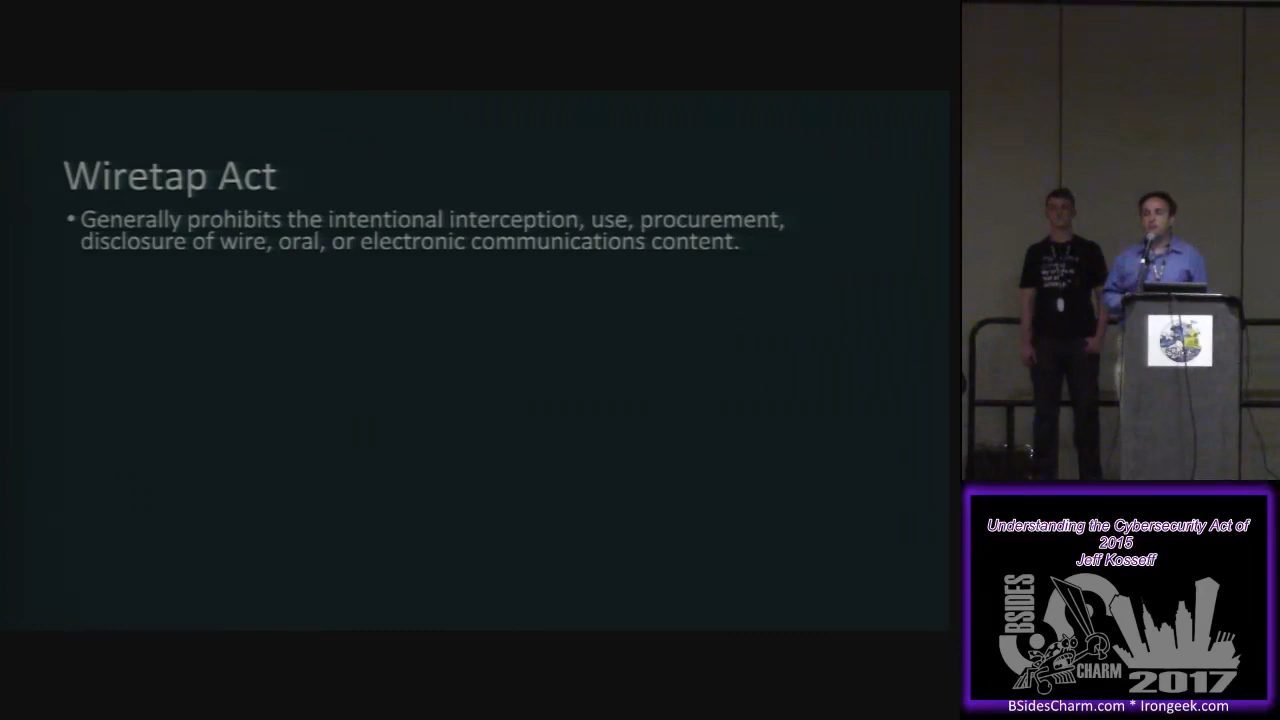 Wiretap Act
• Generally prohibits the intentional interception, use, procurement,
disclosure of wire, oral, or electronic communications content.
Understanding the Cybersecurity Act of
2015
Jeff Kosseff
BSIDES
CHARM
2017
BSidesCharm.com * Irongeek.com